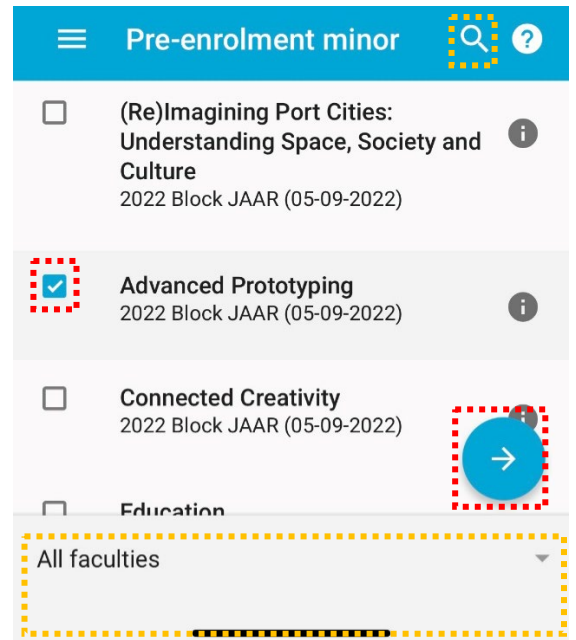 Pre-enrolment minor
?
(Re)Imagining Port Cities:
Understanding Space, Society and
Culture
2022 Block JAAR (05-09-2022)
i
Advanced Prototyping
2022 Block JAAR (05-09-2022)
i
Connected Creativity
2022 Block JAAR (05-09-2022)
Education
All faculties